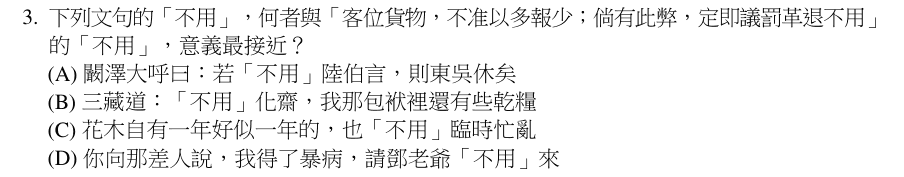 3. 下列文句的「不用」，何者與「客位貨物，不准以多報少；倘有此弊，定即議罰革退不用」
的「不用」，意義最接近？
(A) 闞澤大呼曰：若「不用」陸伯言，則東吳休矣
(B) 三藏道：「不用」化齋，我那包袱裡還有些乾糧
(C) 花木自有一年好似一年的，也「不用」臨時忙亂
(D) 你向那差人說，我得了暴病，請鄧老爺「不用」來